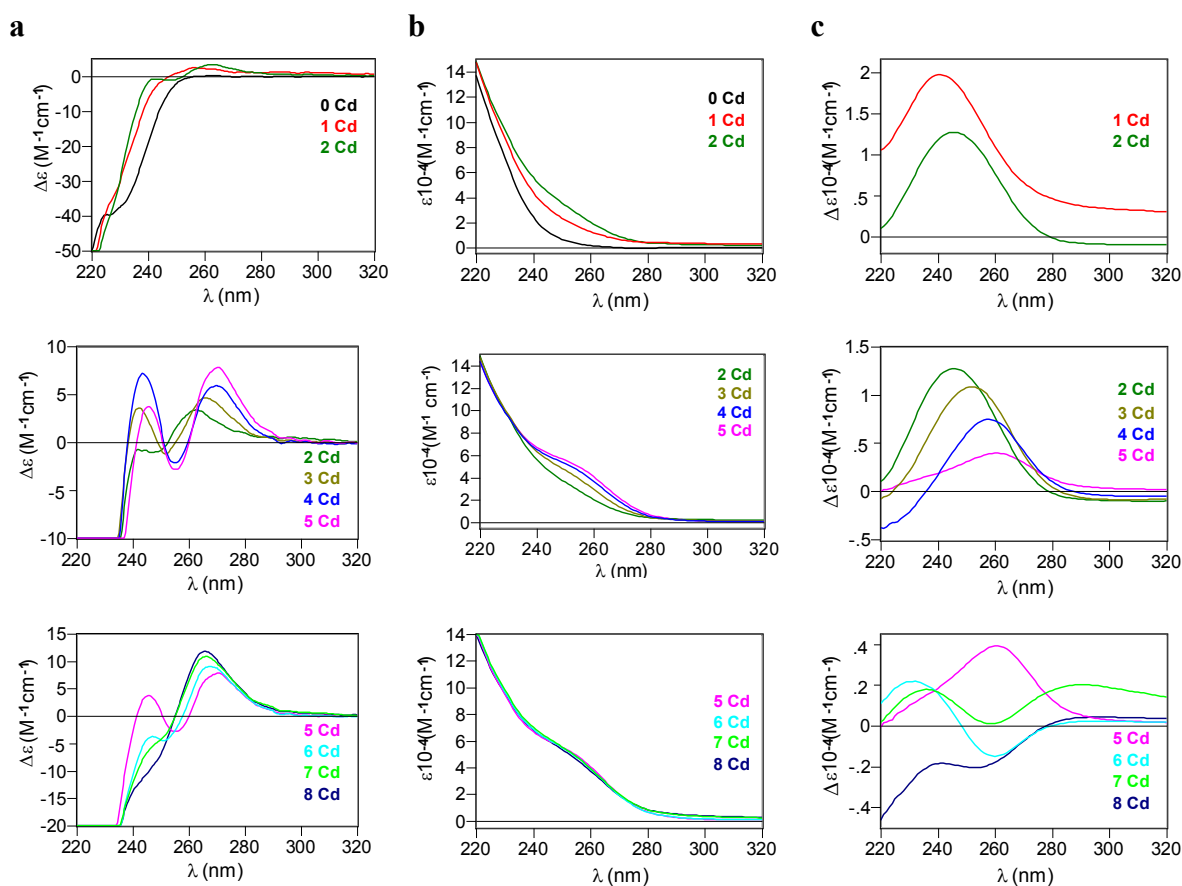 a b c
Δε (M⁻¹cm⁻¹)
0
-10
-20
-30
-40
-50
0 Cd
1 Cd
2 Cd
220 240 260 280 300 320
λ (nm)
ε10⁻⁴(M⁻¹cm⁻¹)
14
12
10
8
6
4
2
0
0 Cd
1 Cd
2 Cd
220 240 260 280 300 320
λ (nm)
Δ ε10⁻⁴(M⁻¹cm⁻¹)
2
1.5
1
.5
0
1 Cd
2 Cd
220 240 260 280 300 320
λ (nm)
Δε (M⁻¹cm⁻¹)
10
5
0
-5
-10
2 Cd
3 Cd
4 Cd
5 Cd
220 240 260 280 300 320
λ (nm)
ε10⁻⁴(M⁻¹ cm⁻¹)
14
12
10
8
6
4
2
0
2 Cd
3 Cd
4 Cd
5 Cd
220 240 260 280 300 320
λ (nm)
Δ ε10⁻⁴(M⁻¹cm⁻¹)
1.5
1
.5
0
-.5
2 Cd
3 Cd
4 Cd
5 Cd
220 240 260 280 300 320
λ (nm)
Δε (M⁻¹cm⁻¹)
15
10
5
0
-5
-10
-15
-20
5 Cd
6 Cd
7 Cd
8 Cd
220 240 260 280 300 320
λ (nm)
ε10⁻⁴(M⁻¹cm⁻¹)
14
12
10
8
6
4
2
0
5 Cd
6 Cd
7 Cd
8 Cd
220 240 260 280 300 320
λ (nm)
Δ ε10⁻⁴(M⁻¹cm⁻¹)
.4
.2
0
-.2
-.4
5 Cd
6 Cd
7 Cd
8 Cd
220 240 260 280 300 320
λ (nm)